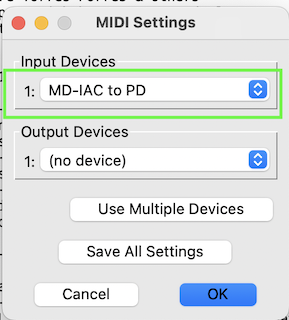 MIDI Settings
Input Devices
1: MD-IAC to PD
Output Devices
1: (no device)
Use Multiple Devices
Save All Settings
Cancel OK